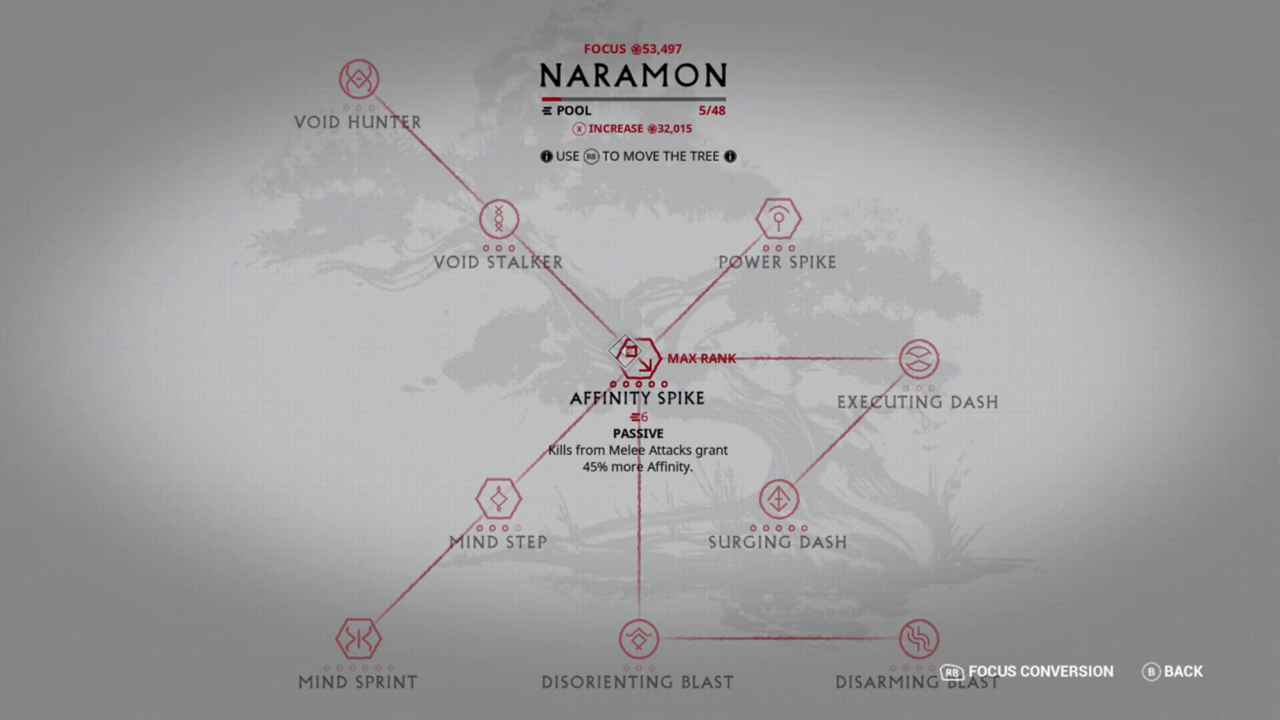 FOCUS 53,497
NARAMON
POOL 5/48
X INCREASE 32,015
USE RS TO MOVE THE TREE
VOID HUNTER
VOID STALKER
POWER SPIKE
MAX RANK
AFFINITY SPIKE
6
PASSIVE
Kills from Melee Attacks grant
45% more Affinity.
EXECUTING DASH
MIND STEP
SURGING DASH
MIND SPRINT
DISORIENTING BLAST
DISARMING BLAST
RB FOCUS CONVERSION
B BACK